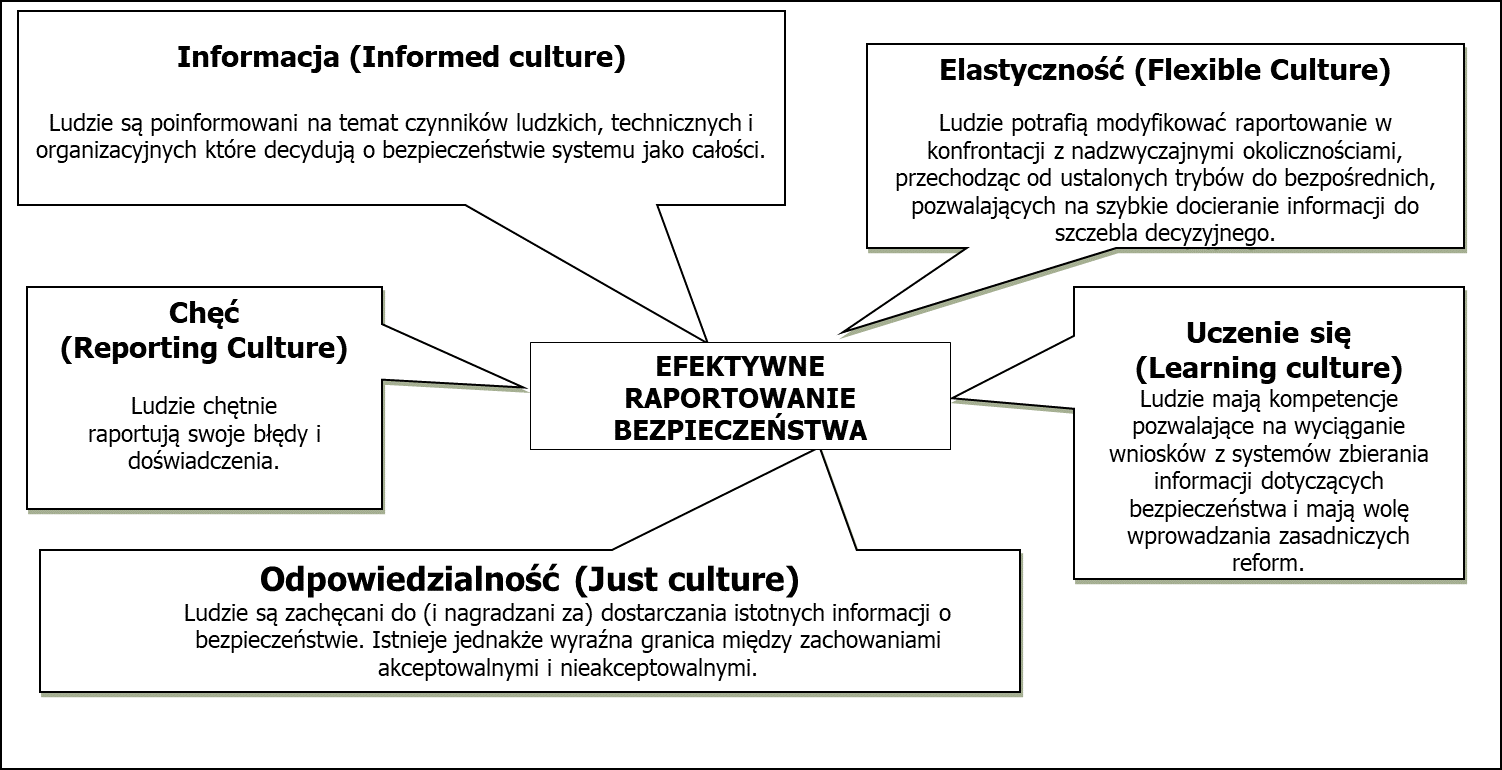 Informacja (Informed culture)
Ludzie są poinformowani na temat czynników ludzkich, technicznych i
organizacyjnych które decydują o bezpieczeństwie systemu jako całości.
Elastyczność (Flexible Culture)
Ludzie potrafią modyfikować raportowanie w
konfrontacji z nadzwyczajnymi okolicznościami,
przechodząc od ustalonych trybów do bezpośrednich,
pozwalających na szybkie docieranie informacji do
szczebla decyzyjnego.
Chęć
(Reporting Culture)
Ludzie chętnie
raportują swoje błędy i
doświadczenia.
EFEKTYWNE
RAPORTOWANIE
BEZPIECZEŃSTWA
Uczenie się
(Learning culture)
Ludzie mają kompetencje
pozwalające na wyciąganie
wniosków z systemów zbierania
informacji dotyczących
bezpieczeństwa i mają wolę
wprowadzania zasadniczych
reform.
Odpowiedzialność (Just culture)
Ludzie są zachęcani do (i nagradzani za) dostarczania istotnych informacji o
bezpieczeństwie. Istnieje jednakże wyraźna granica między zachowaniami
akceptowalnymi i nieakceptowalnymi.